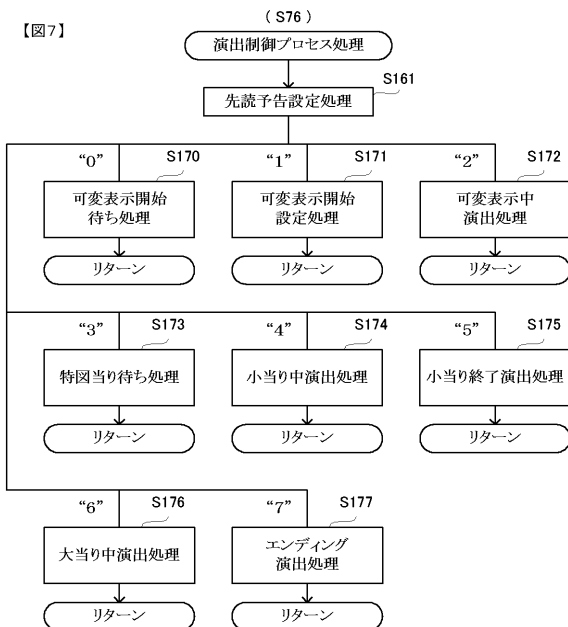 【図7】
( S76 )
演出制御プロセス処理
S161
先読予告設定処理
“0”
S170
可変表示開始
待ち処理
リターン
“1”
S171
可変表示開始
設定処理
リターン
“2”
S172
可変表示中
演出処理
リターン
“3”
S173
特図当り待ち処理
リターン
“4”
S174
小当り中演出処理
リターン
“5”
S175
小当り終了演出処理
リターン
“6”
S176
大当り中演出処理
リターン
“7”
S177
エンディング
演出処理
リターン